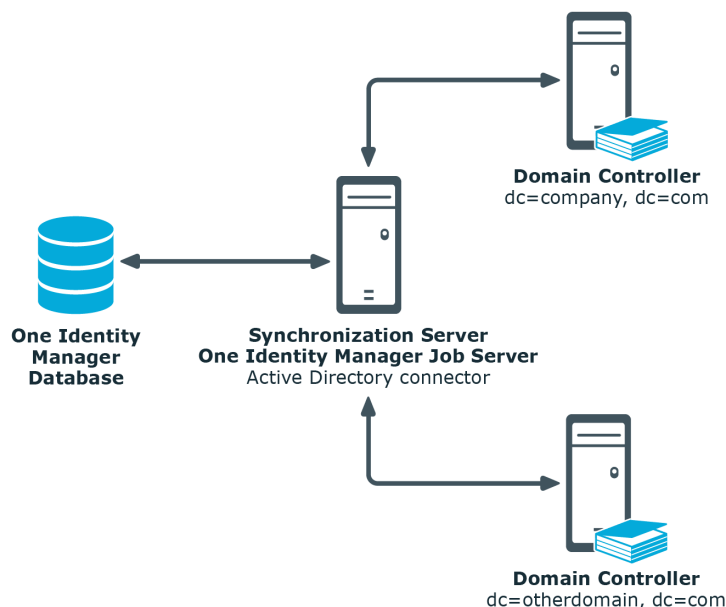 Domain Controller
dc=company, dc=com
One Identity
Manager
Database
Synchronization Server
One Identity Manager Job Server
Active Directory connector
Domain Controller
dc=otherdomain, dc=com